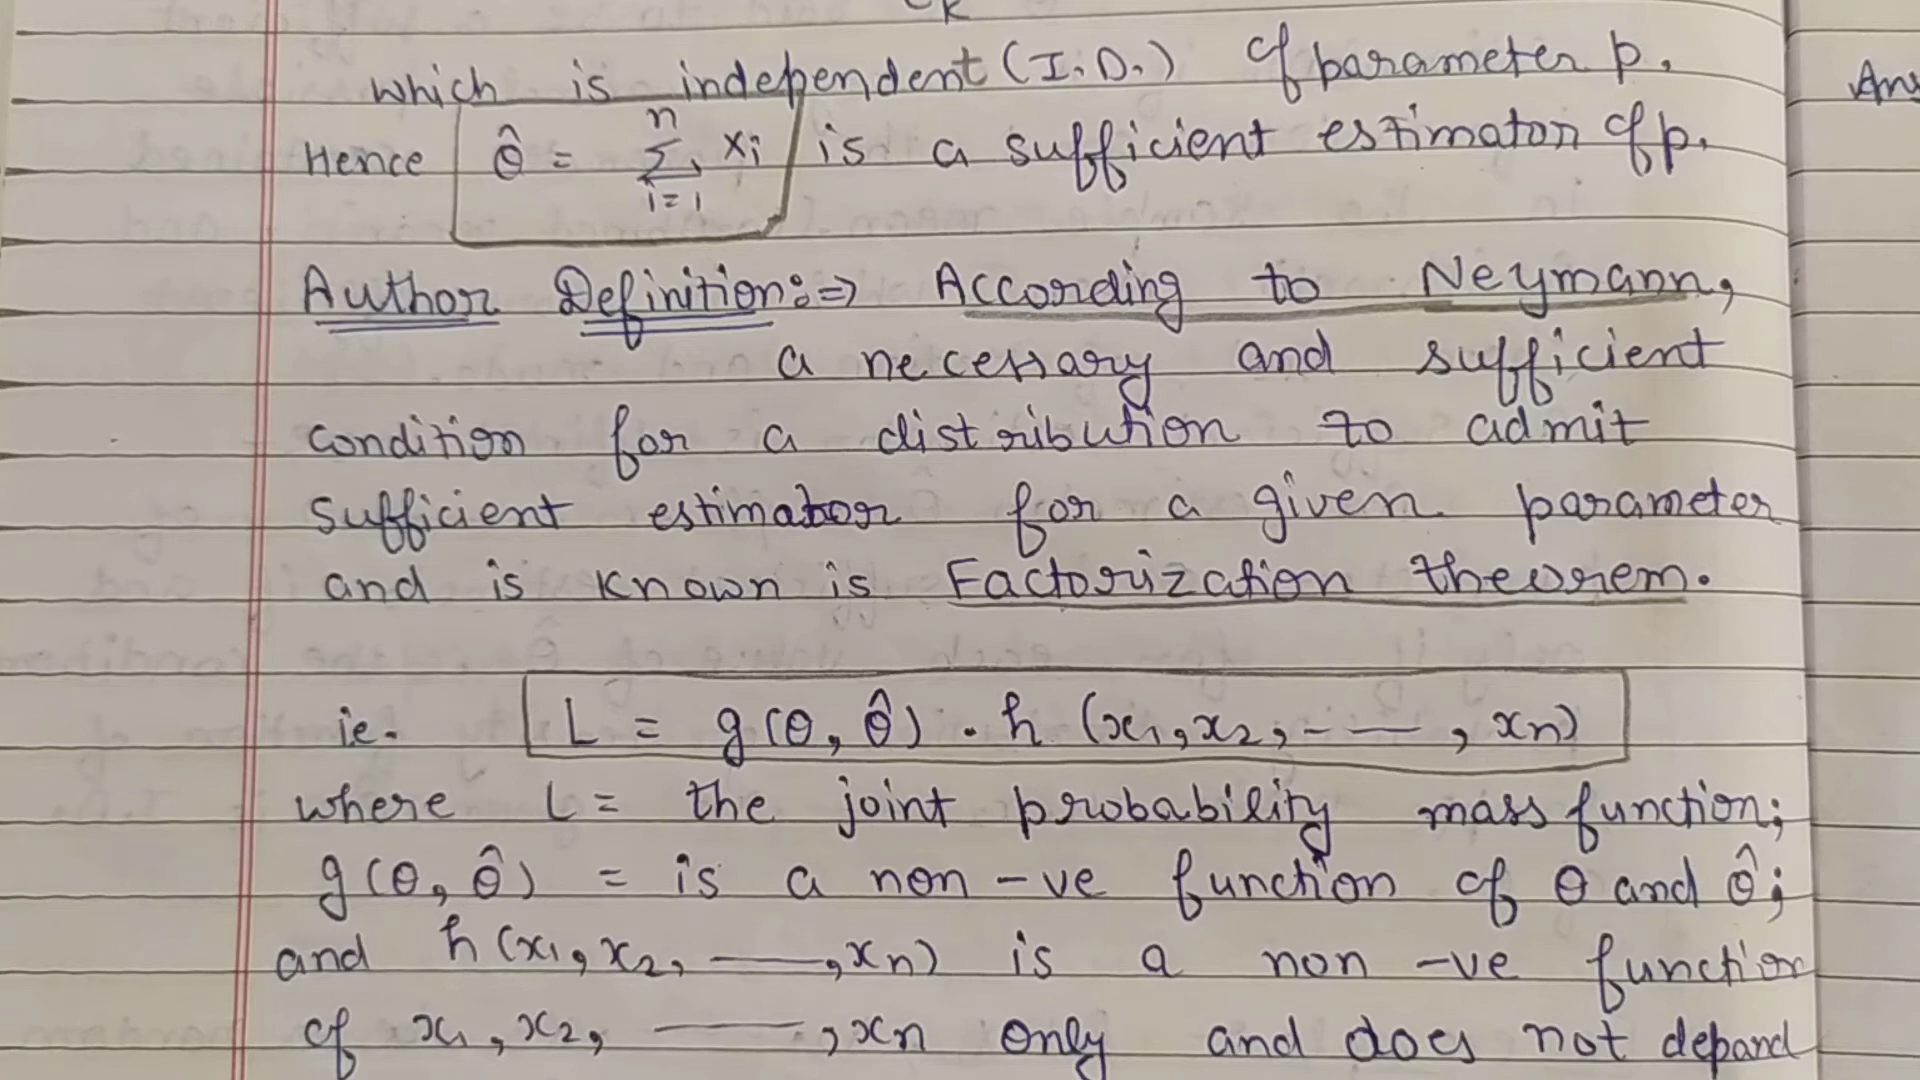 which is independent (I.D.) of parameter p.
Ans
Hence θ̂ = Σ xi is a sufficient estimator of p.
n
i=1
Author Definition:⇒ According to Neymann,
a necessary and sufficient
condition for a distribution to admit
sufficient estimator for a given parameter
and is known is Factorization theorem.
ie. L = g(θ, θ̂) . h (x1, x2, - — , xn)
where L = the joint probability mass function;
g(θ, θ̂) = is a non -ve function of θ and θ̂;
and h (x1, x2, —— , xn) is a non -ve function
of x1, x2, —— , xn only and does not depand